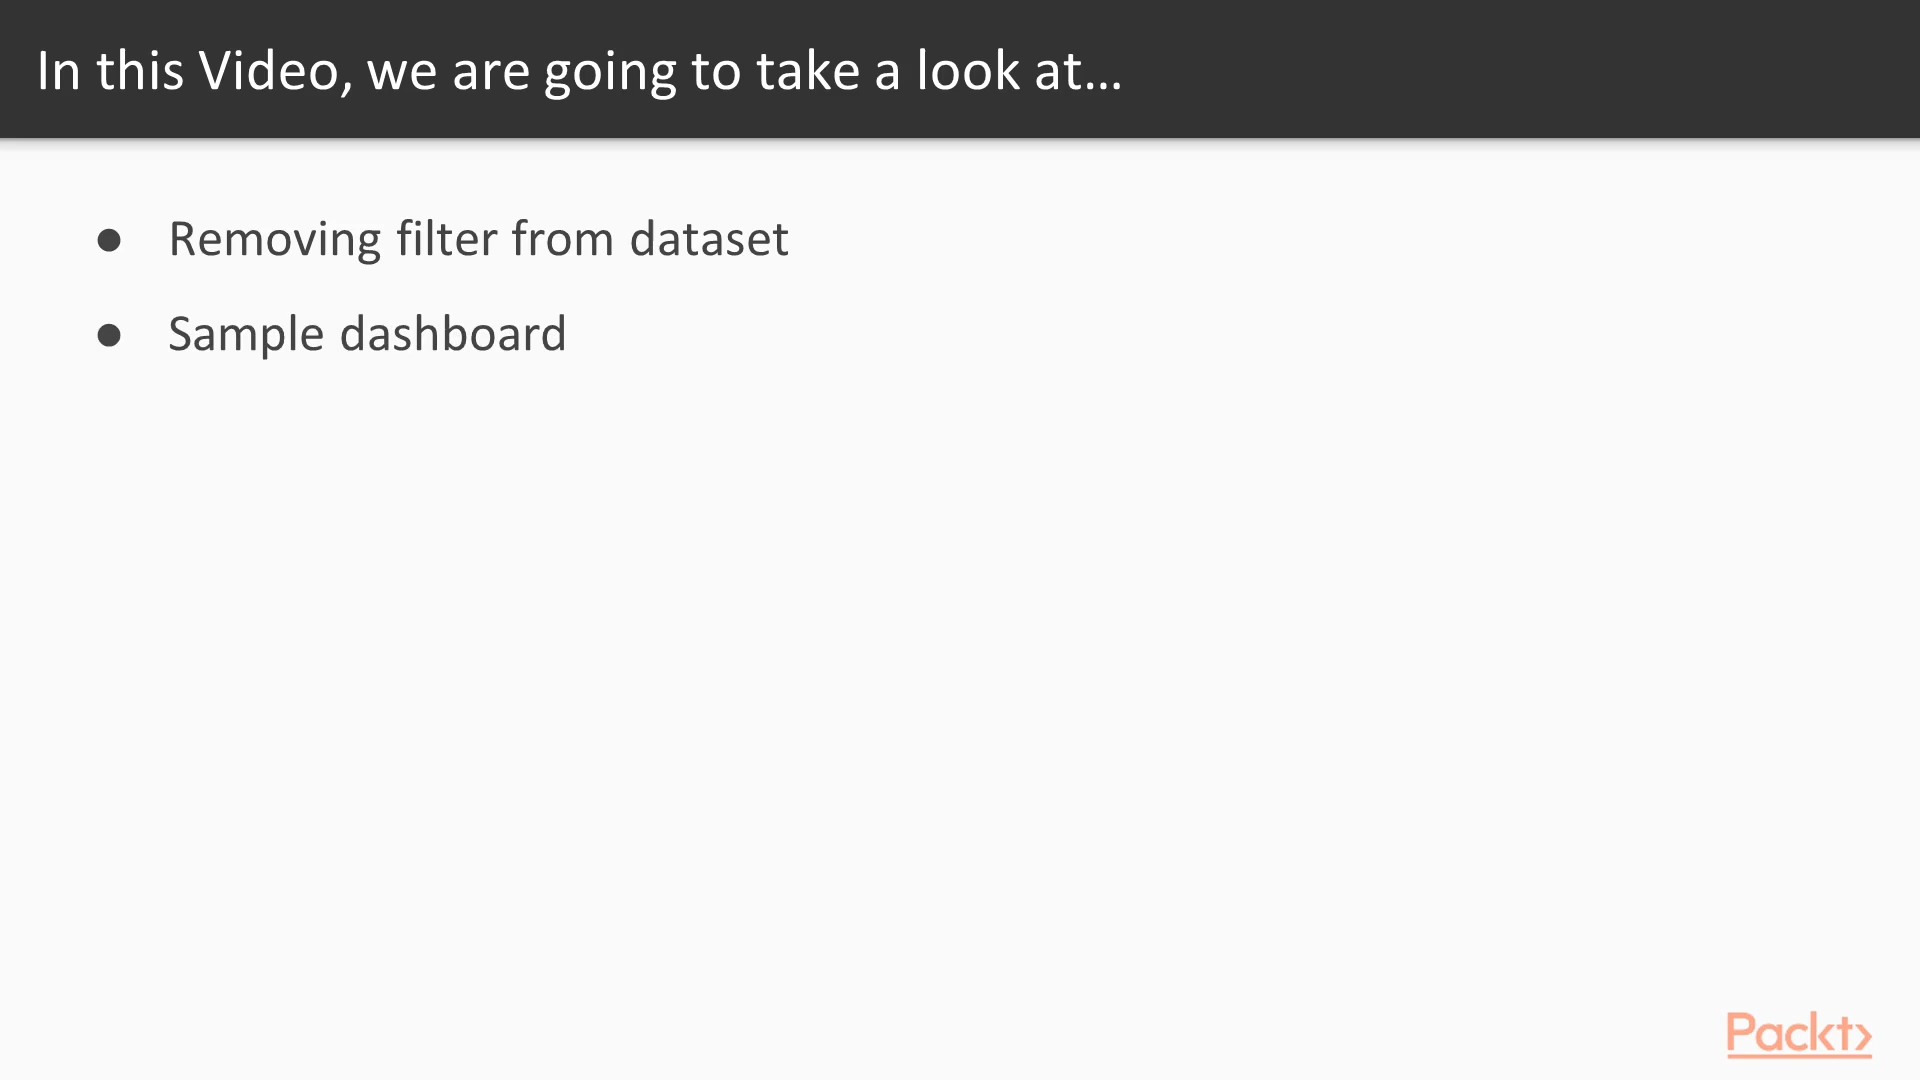 In this Video, we are going to take a look at...
● Removing filter from dataset
● Sample dashboard
Packt>